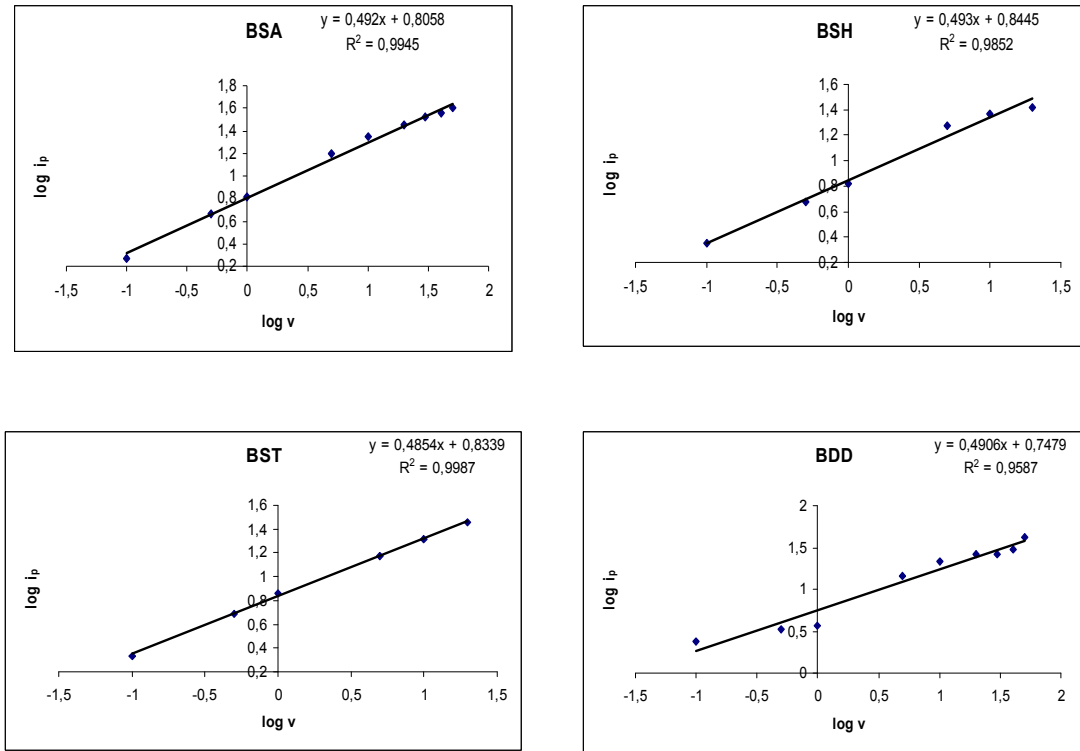 BSA
y = 0,492x + 0,8058
R² = 0,9945
1,8
1,6
1,4
1,2
1
0,8
0,6
0,4
0,2
log iₚ
-1,5 -1 -0,5 0 0,5 1 1,5 2
log v
BSH
y = 0,493x + 0,8445
R² = 0,9852
1,6
1,4
1,2
1
0,8
0,6
0,4
0,2
log iₚ
-1,5 -1 -0,5 0 0,5 1 1,5
log v
BST
y = 0,4854x + 0,8339
R² = 0,9987
1,6
1,4
1,2
1
0,8
0,6
0,4
0,2
log iₚ
-1,5 -1 -0,5 0 0,5 1 1,5
log v
BDD
y = 0,4906x + 0,7479
R² = 0,9587
2
1,5
1
0,5
0
log iₚ
-1,5 -1 -0,5 0 0,5 1 1,5 2
log v